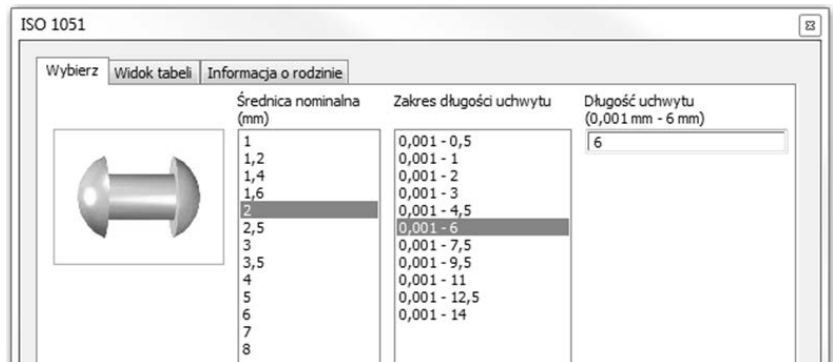 ISO 1051
Wybierz
Widok tabeli
Informacja o rodzinie
Średnica nominalna
(mm)
1
1,2
1,4
1,6
2
2,5
3
3,5
4
5
6
7
8
Zakres długości uchwytu
0,001 - 0,5
0,001 - 1
0,001 - 2
0,001 - 3
0,001 - 4,5
0,001 - 6
0,001 - 7,5
0,001 - 9,5
0,001 - 11
0,001 - 12,5
0,001 - 14
Długość uchwytu
(0,001 mm - 6 mm)
6